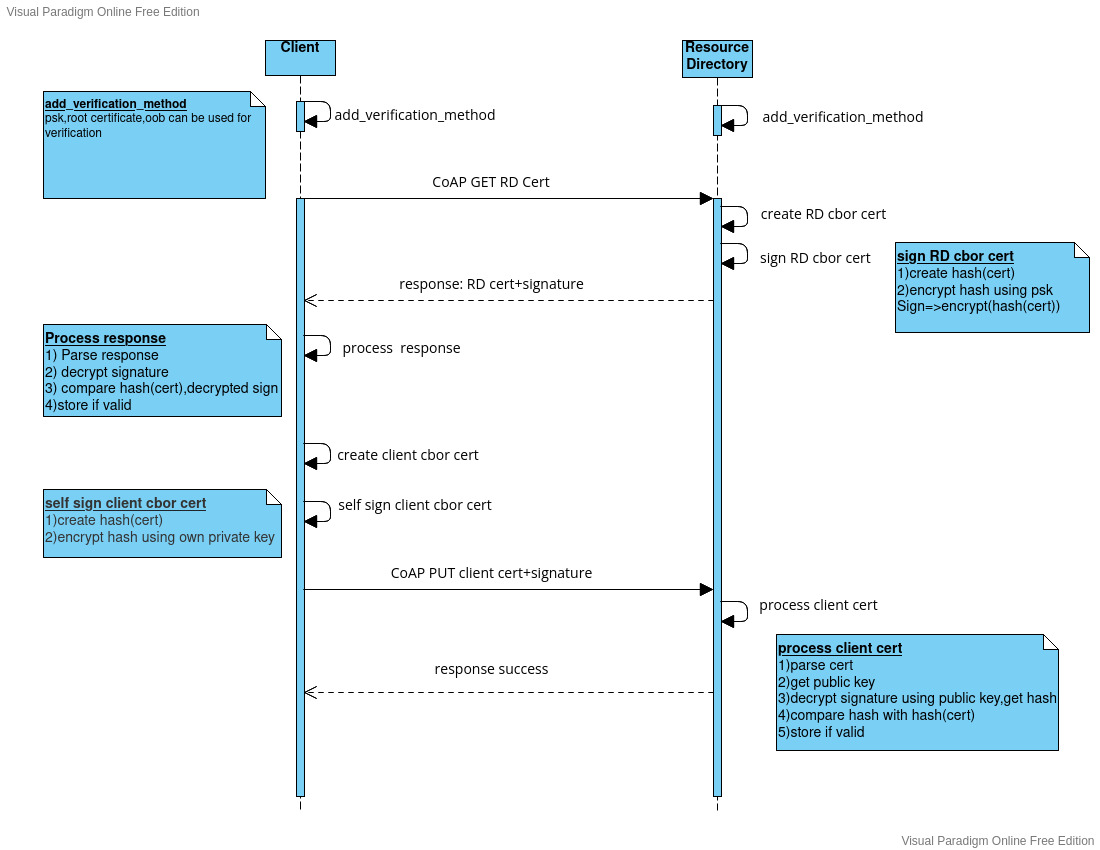 Visual Paradigm Online Free Edition
Client
Resource
Directory
add_verification_method
psk,root certificate,oob can be used for
verification
add_verification_method
add_verification_method
CoAP GET RD Cert
create RD cbor cert
sign RD cbor cert
sign RD cbor cert
1)create hash(cert)
2)encrypt hash using psk
Sign=>encrypt(hash(cert))
response: RD cert+signature
Process response
1) Parse response
2) decrypt signature
3) compare hash(cert),decrypted sign
4)store if valid
process  response
create client cbor cert
self sign client cbor cert
1)create hash(cert)
2)encrypt hash using own private key
self sign client cbor cert
CoAP PUT client cert+signature
process client cert
process client cert
1)parse cert
2)get public key
3)decrypt signature using public key,get hash
4)compare hash with hash(cert)
5)store if valid
response success
Visual Paradigm Online Free Edition